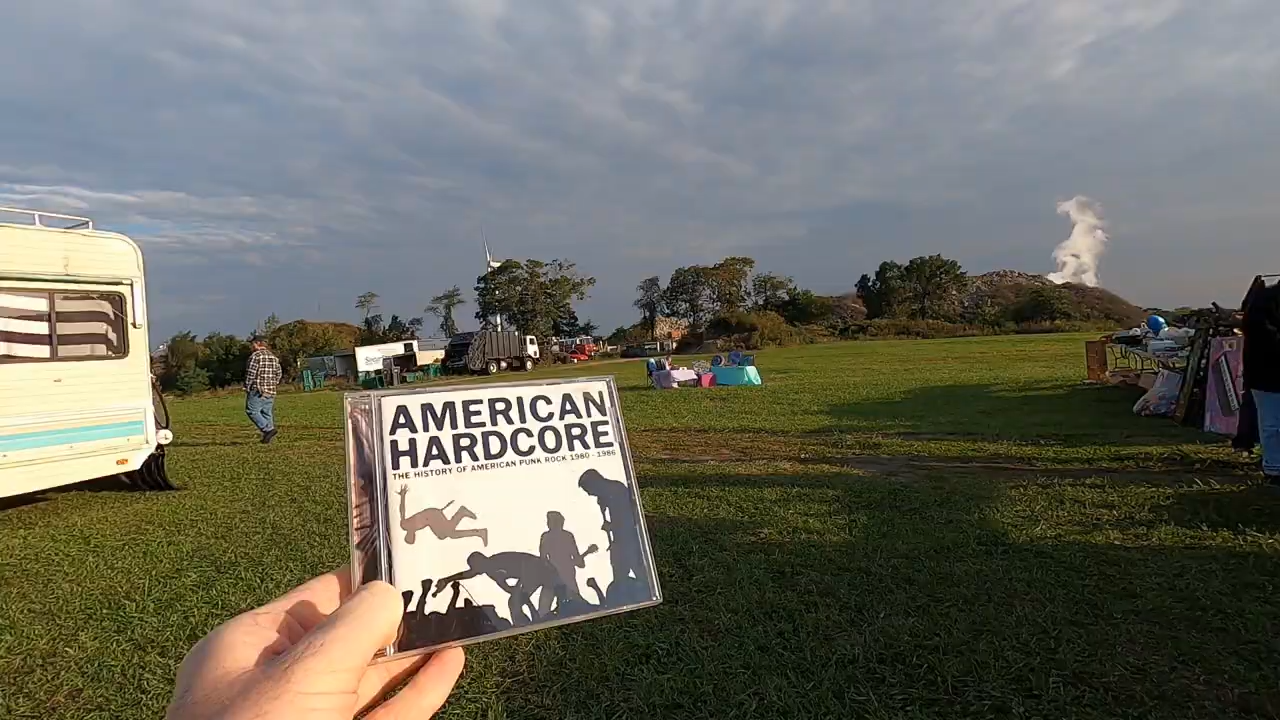 AMERICAN
HARDCORE
THE HISTORY OF AMERICAN PUNK ROCK 1980 - 1986